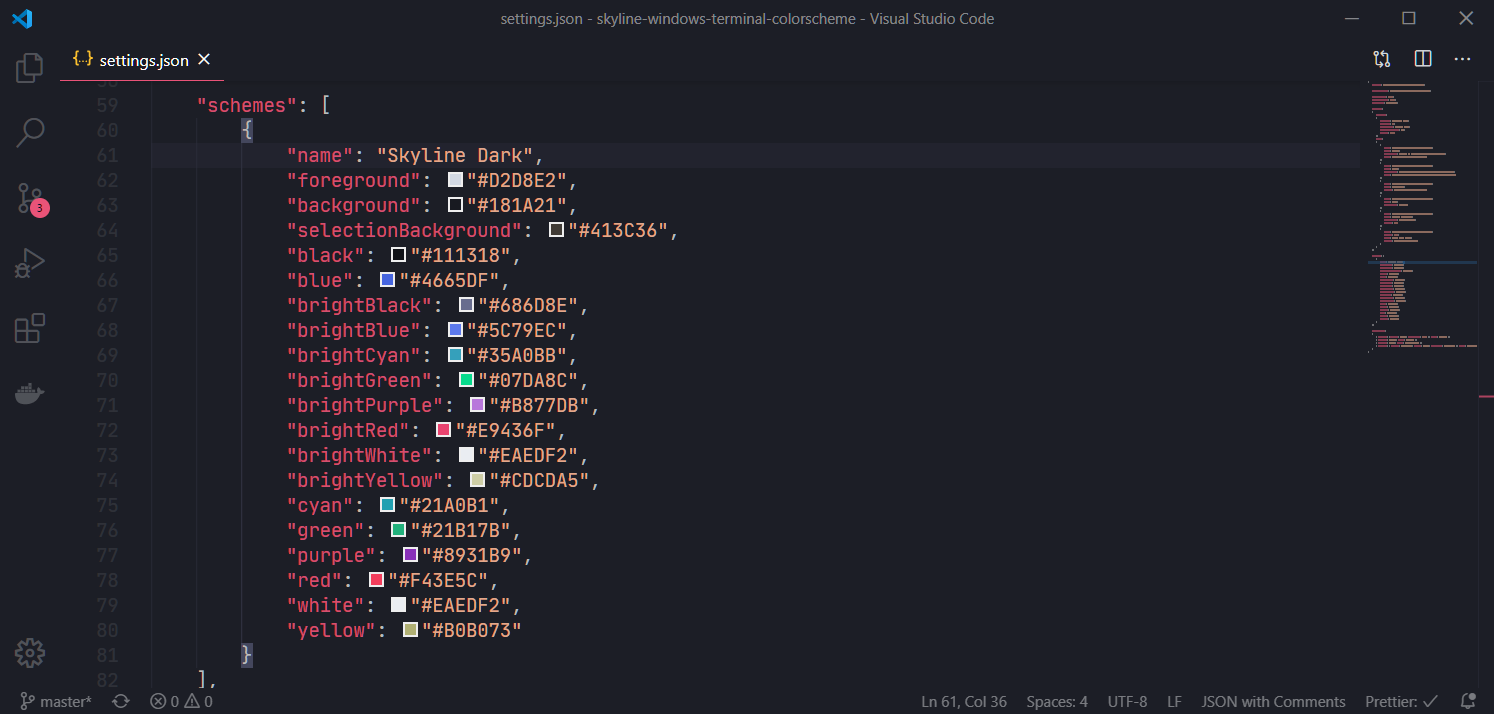 settings.json - skyline-windows-terminal-colorscheme - Visual Studio Code
{..} settings.json
59 "schemes": [
60 {
61 "name": "Skyline Dark",
62 "foreground": "#D2D8E2",
63 "background": "#181A21",
64 "selectionBackground": "#413C36",
65 "black": "#111318",
66 "blue": "#4665DF",
67 "brightBlack": "#686D8E",
68 "brightBlue": "#5C79EC",
69 "brightCyan": "#35A0BB",
70 "brightGreen": "#07DA8C",
71 "brightPurple": "#B877DB",
72 "brightRed": "#E9436F",
73 "brightWhite": "#EAEDF2",
74 "brightYellow": "#CDCDA5",
75 "cyan": "#21A0B1",
76 "green": "#21B17B",
77 "purple": "#8931B9",
78 "red": "#F43E5C",
79 "white": "#EAEDF2",
80 "yellow": "#B0B073"
81 }
82 ],
3
master* 0 0 Ln 61, Col 36 Spaces: 4 UTF-8 LF JSON with Comments Prettier: ✓